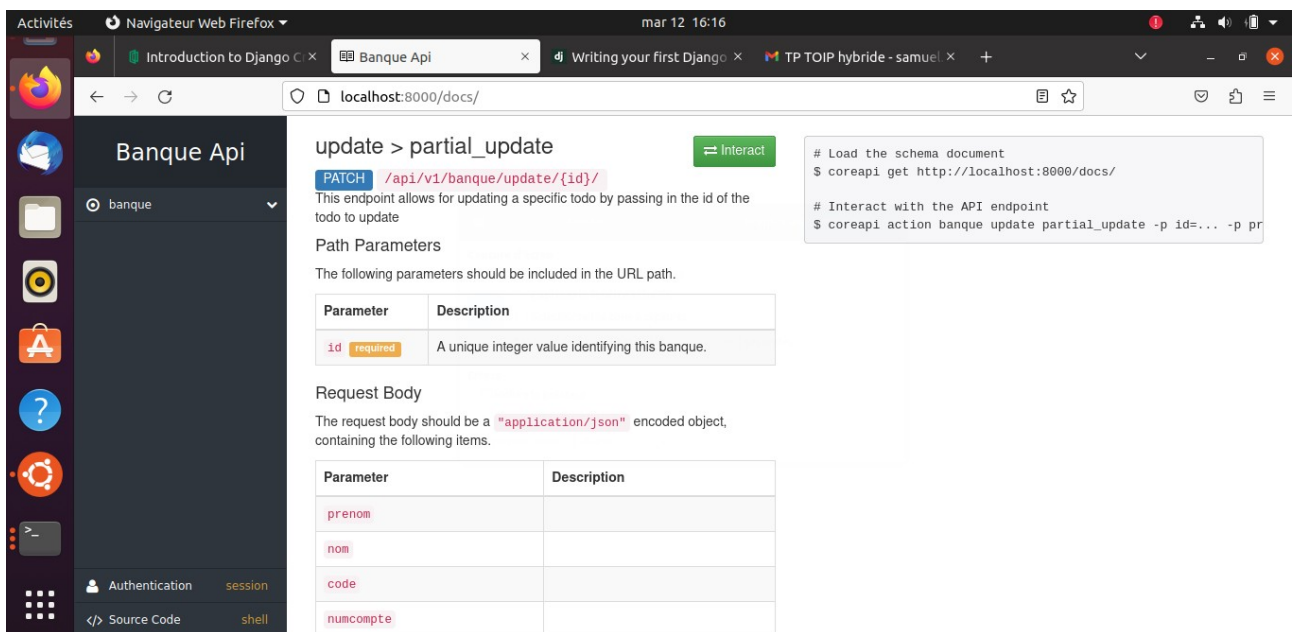 Activités
Navigateur Web Firefox
mar 12 16:16
Introduction to Django C
Banque Api
Writing your first Django
TP TOIP hybride - samuel
localhost:8000/docs/
Banque Api
banque
Authentication session
Source Code shell
update > partial_update
Interact
PATCH /api/v1/banque/update/{id}/
This endpoint allows for updating a specific todo by passing in the id of the
todo to update
Path Parameters
The following parameters should be included in the URL path.
Parameter Description
id required A unique integer value identifying this banque.
Request Body
The request body should be a "application/json" encoded object,
containing the following items.
Parameter Description
prenom
nom
code
numcompte
# Load the schema document
$ coreapi get http://localhost:8000/docs/
# Interact with the API endpoint
$ coreapi action banque update partial_update -p id=... -p pr